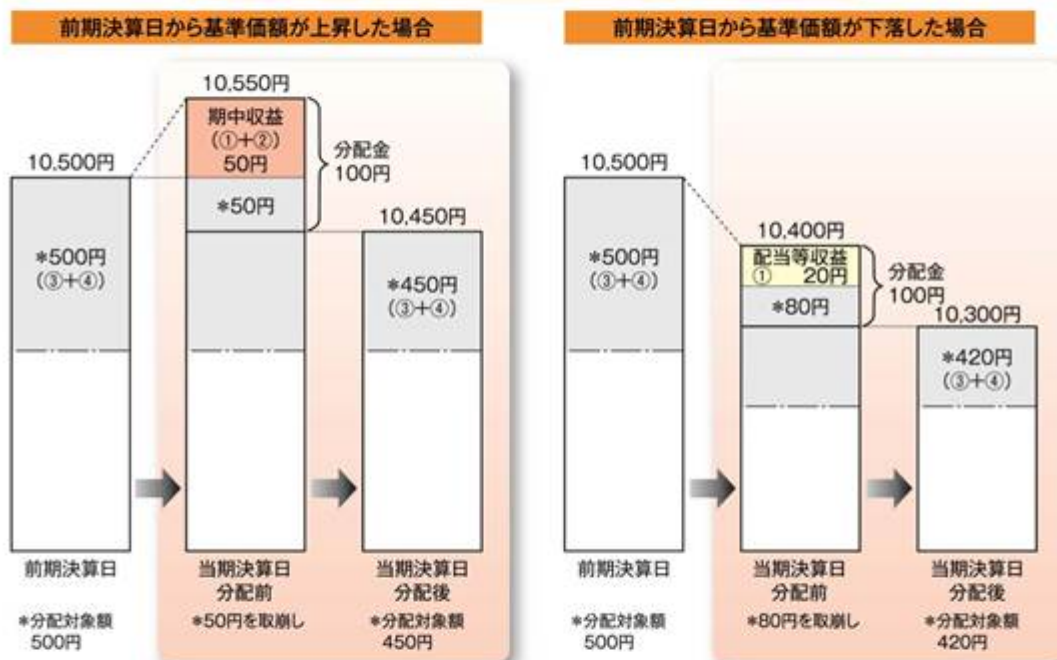 前期決算日から基準価額が上昇した場合
10,550円
期中収益
(①+②)
50円
分配金
100円
10,500円
*50円
10,450円
*500円
(③+④)
*450円
(③+④)
前期決算日
当期決算日
分配前
当期決算日
分配後
*分配対象額
500円
*50円を取崩し
*分配対象額
450円
前期決算日から基準価額が下落した場合
10,500円
10,400円
配当等収益
① 20円
分配金
100円
*500円
(③+④)
*80円
10,300円
*420円
(③+④)
前期決算日
当期決算日
分配前
当期決算日
分配後
*分配対象額
500円
*80円を取崩し
*分配対象額
420円